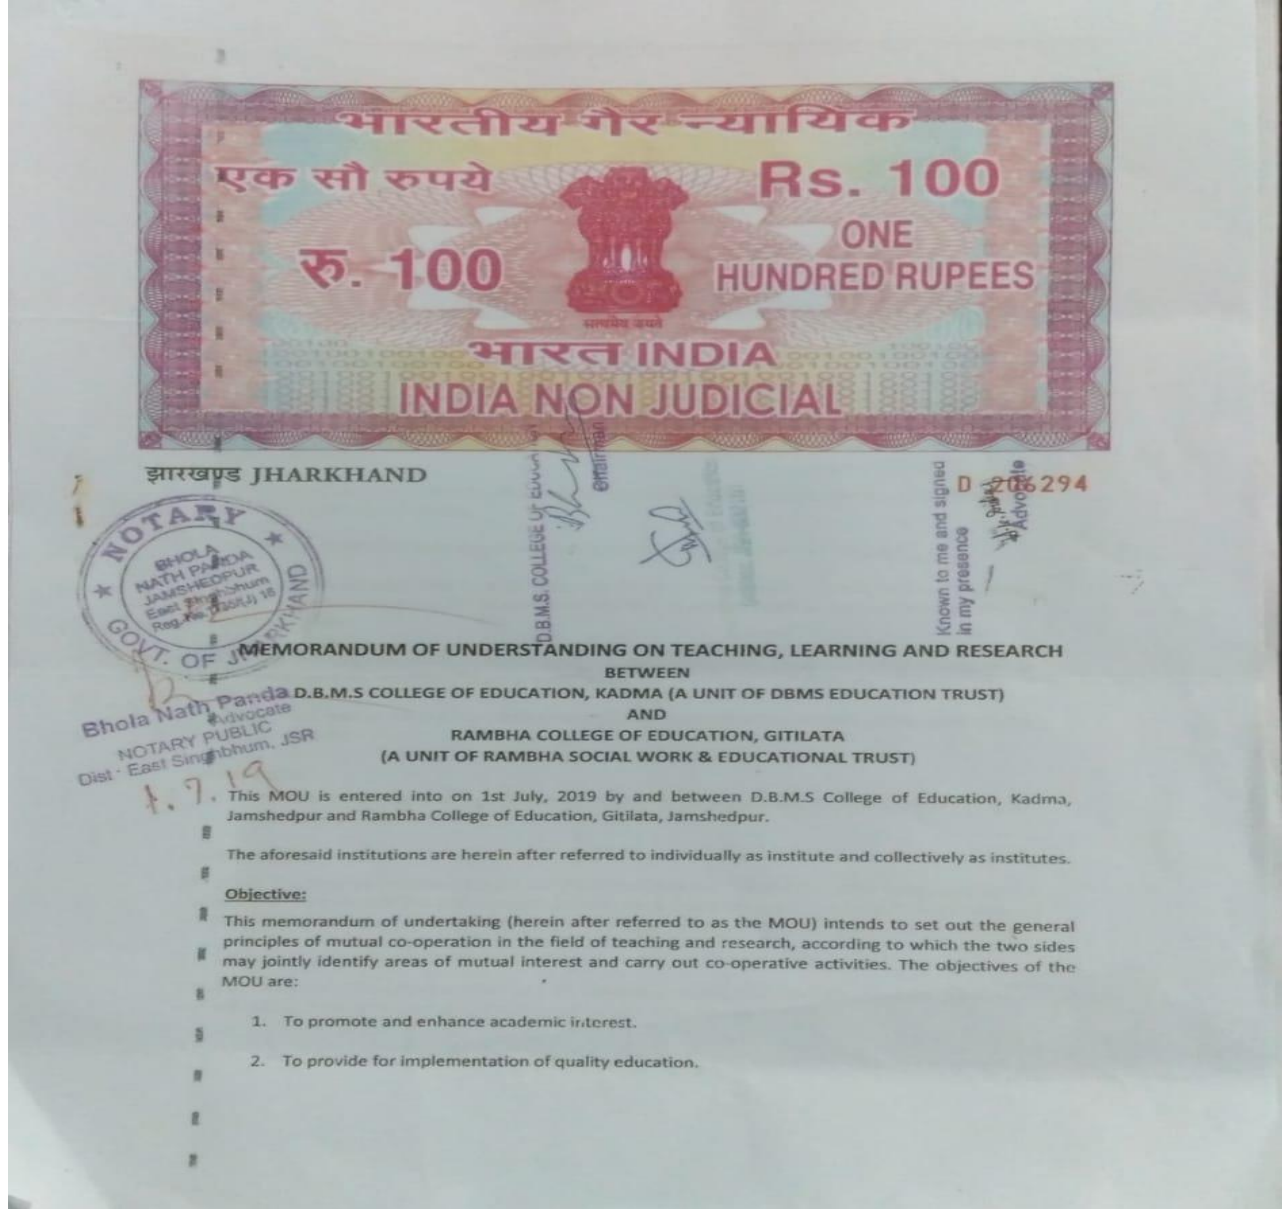 भारतीय गैर न्यायिक
एक सौ रुपये
Rs. 100
रु. 100
ONE
HUNDRED RUPEES
सत्यमेव जयते
भारत INDIA
INDIA NON JUDICIAL
झारखण्ड JHARKHAND
D 206294
D.B.M.S. COLLEGE OF
Chairman
Known to me and signed
in my presence
Advocate
NOTARY
BHOLA
NATH PANDA
JAMSHEDPUR
East Singhbhum
GOVT. OF JHARKHAND
Bhola Nath Panda
Advocate
NOTARY PUBLIC
Dist - East Singhbhum, JSR
1.7.19
MEMORANDUM OF UNDERSTANDING ON TEACHING, LEARNING AND RESEARCH
BETWEEN
D.B.M.S COLLEGE OF EDUCATION, KADMA (A UNIT OF DBMS EDUCATION TRUST)
AND
RAMBHA COLLEGE OF EDUCATION, GITILATA
(A UNIT OF RAMBHA SOCIAL WORK & EDUCATIONAL TRUST)
This MOU is entered into on 1st July, 2019 by and between D.B.M.S College of Education, Kadma,
Jamshedpur and Rambha College of Education, Gitilata, Jamshedpur.
The aforesaid institutions are herein after referred to individually as institute and collectively as institutes.
Objective:
This memorandum of undertaking (herein after referred to as the MOU) intends to set out the general
principles of mutual co-operation in the field of teaching and research, according to which the two sides
may jointly identify areas of mutual interest and carry out co-operative activities. The objectives of the
MOU are:
1. To promote and enhance academic interest.
2. To provide for implementation of quality education.